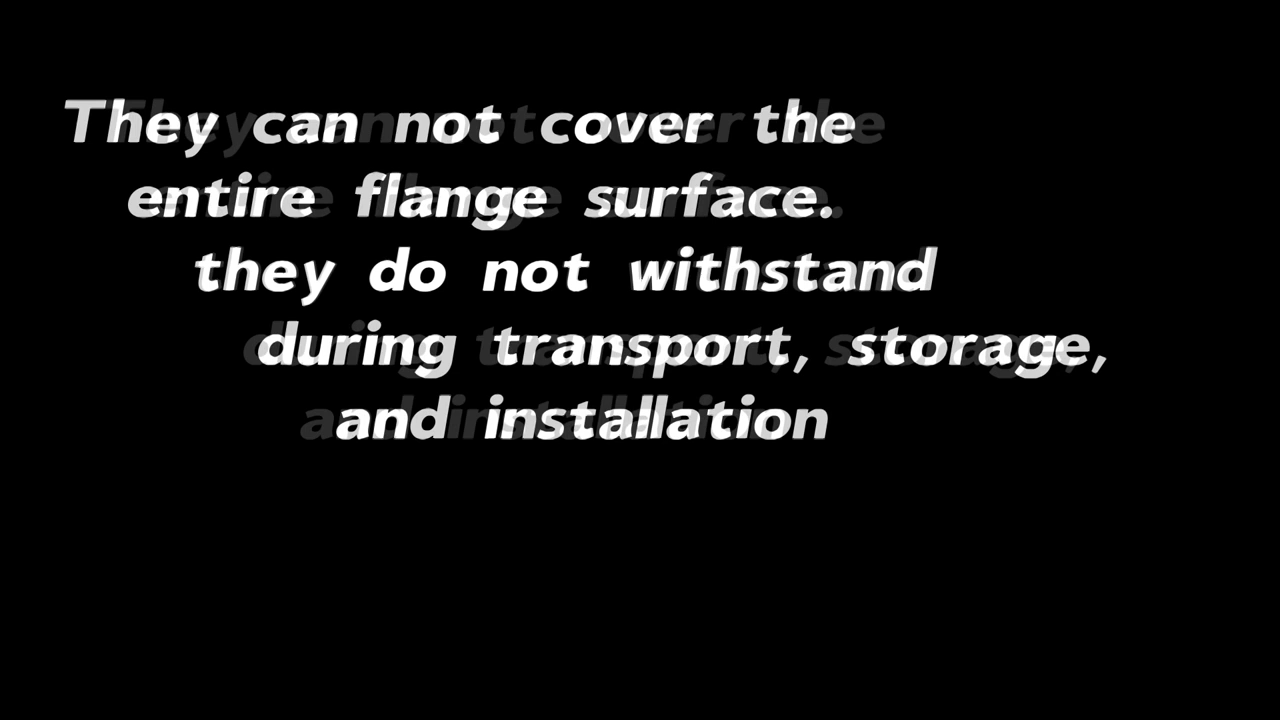 They can not cover the
entire flange surface.
they do not withstand
during transport, storage,
and installation